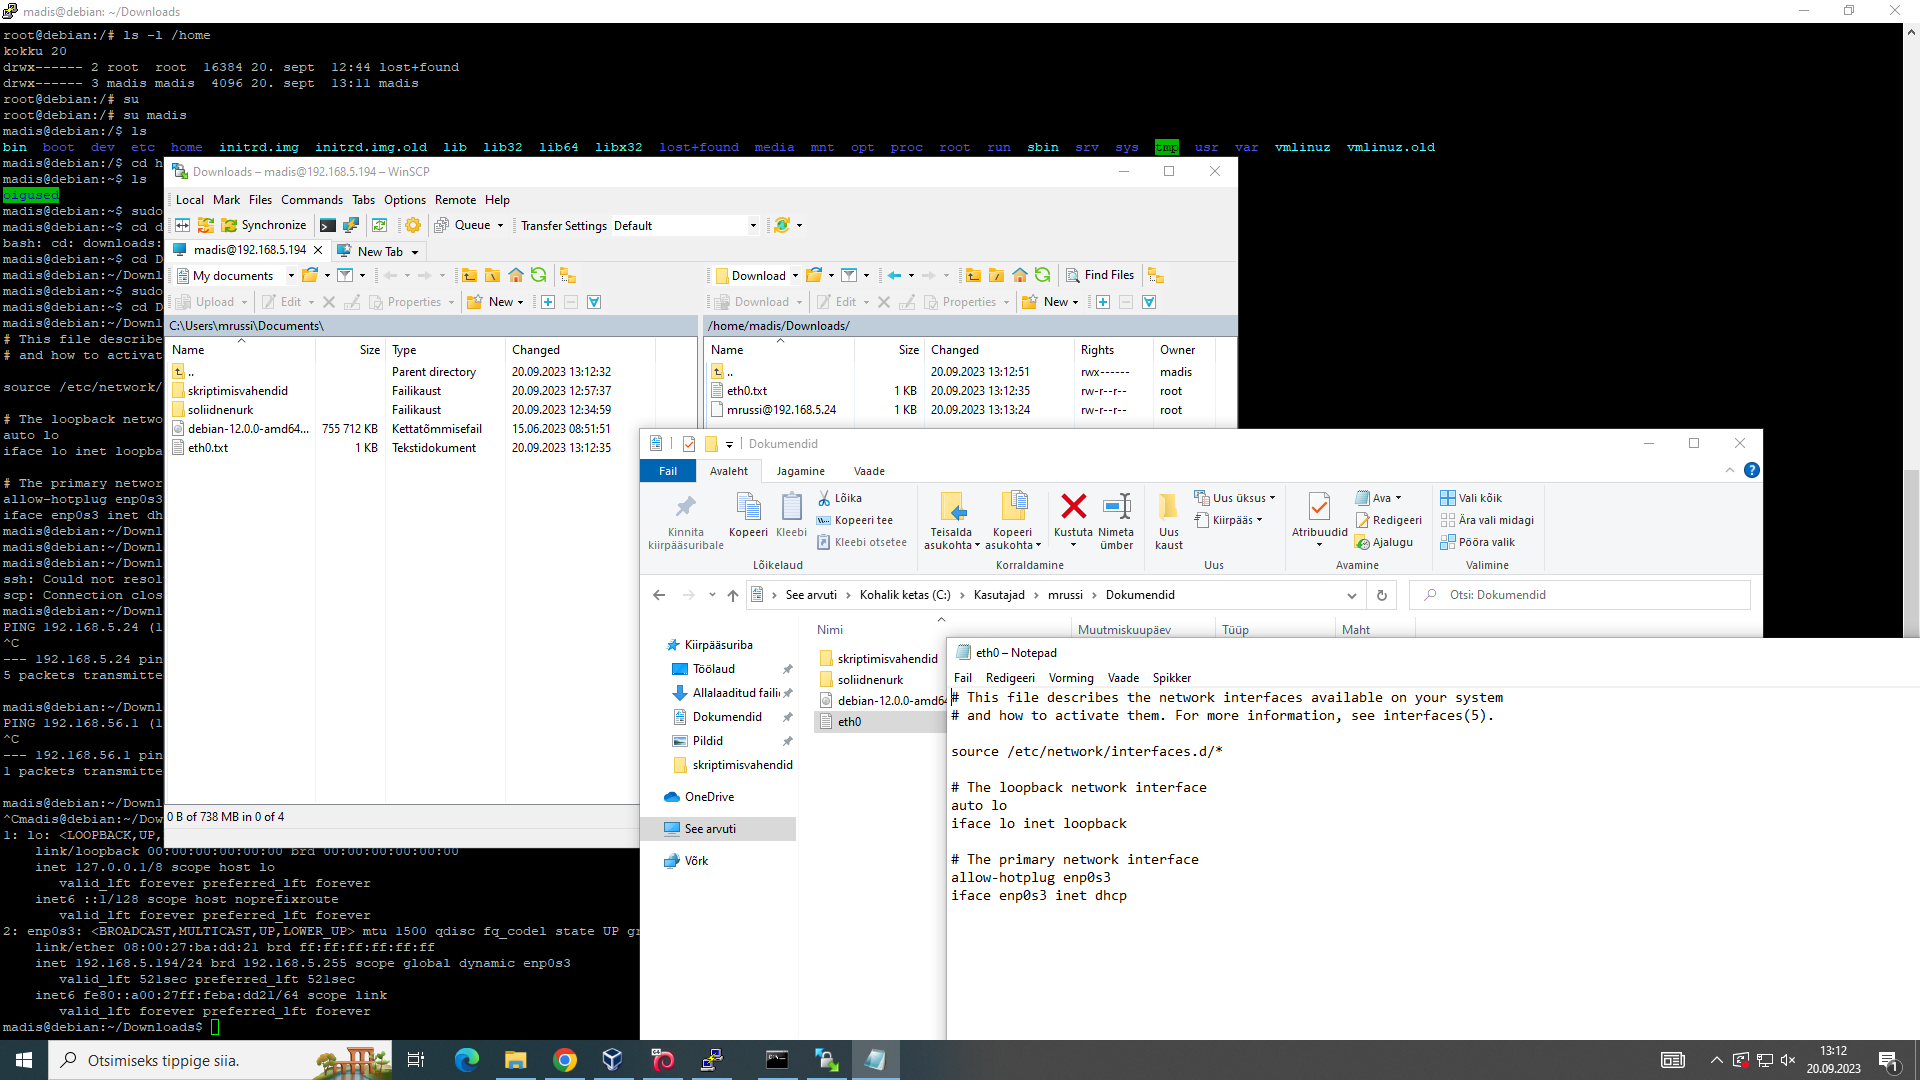 madis@debian: ~/Downloads
root@debian:/# ls -l /home
kokku 20
drwx------ 2 root  root  16384 20. sept  12:44 lost+found
drwx------ 3 madis madis  4096 20. sept  13:11 madis
root@debian:/# su
root@debian:/# su madis
madis@debian:/$ ls
bin  boot  dev  etc  home  initrd.img  initrd.img.old  lib  lib32  lib64  libx32  lost+found  media  mnt  opt  proc  root  run  sbin  srv  sys  tmp  usr  var  vmlinuz  vmlinuz.old
madis@debian:/$ cd h
madis@debian:~$ ls
oigused
madis@debian:~$ sudo
madis@debian:~$ cd d
bash: cd: downloads:
madis@debian:~$ cd D
madis@debian:~/Downl
madis@debian:~$ sudo
madis@debian:~$ cd D
madis@debian:~/Downl
# This file describe
# and how to activat
source /etc/network/
# The loopback netwo
auto lo
iface lo inet loopba
# The primary networ
allow-hotplug enp0s3
iface enp0s3 inet dh
madis@debian:~/Downl
madis@debian:~/Downl
madis@debian:~/Downl
ssh: Could not resol
scp: Connection clos
madis@debian:~/Downl
PING 192.168.5.24 (1
^C
--- 192.168.5.24 pin
5 packets transmitte
madis@debian:~/Downl
PING 192.168.56.1 (1
^C
--- 192.168.56.1 pin
1 packets transmitte
madis@debian:~/Downl
^Cmadis@debian:~/Dow
1: lo: <LOOPBACK,UP,
link/loopback 00:00:00:00:00:00 brd 00:00:00:00:00:00
inet 127.0.0.1/8 scope host lo
valid_lft forever preferred_lft forever
inet6 ::1/128 scope host noprefixroute
valid_lft forever preferred_lft forever
2: enp0s3: <BROADCAST,MULTICAST,UP,LOWER_UP> mtu 1500 qdisc fq_codel state UP gr
link/ether 08:00:27:ba:dd:21 brd ff:ff:ff:ff:ff:ff
inet 192.168.5.194/24 brd 192.168.5.255 scope global dynamic enp0s3
valid_lft 521sec preferred_lft 521sec
inet6 fe80::a00:27ff:feba:dd21/64 scope link
valid_lft forever preferred_lft forever
madis@debian:~/Downloads$
Downloads – madis@192.168.5.194 – WinSCP
Local Mark Files Commands Tabs Options Remote Help
Synchronize Queue Transfer Settings Default
madis@192.168.5.194 New Tab
My documents
Upload Edit Properties New
C:\Users\mrussi\Documents\
Name Size Type Changed
.. Parent directory 20.09.2023 13:12:32
skriptimisvahendid Failikaust 20.09.2023 12:57:37
soliidnenurk Failikaust 20.09.2023 12:34:59
debian-12.0.0-amd64... 755 712 KB Kettatõmmisefail 15.06.2023 08:51:51
eth0.txt 1 KB Tekstidokument 20.09.2023 13:12:35
0 B of 738 MB in 0 of 4
Download Find Files
Download Edit Properties New
/home/madis/Downloads/
Name Size Changed Rights Owner
.. 20.09.2023 13:12:51 rwx------ madis
eth0.txt 1 KB 20.09.2023 13:12:35 rw-r--r-- root
mrussi@192.168.5.24 1 KB 20.09.2023 13:13:24 rw-r--r-- root
Dokumendid
Fail Avaleht Jagamine Vaade
Kinnita kiirpääsuribale
Kopeeri
Kleebi
Lõika
Kopeeri tee
Kleebi otsetee
Lõikelaud
Teisalda asukohta
Kopeeri asukohta
Kustuta
Nimeta ümber
Korraldamine
Uus kaust
Uus üksus
Kiirpääs
Uus
Atribuudid
Ava
Redigeeri
Ajalugu
Avamine
Vali kõik
Ära vali midagi
Pööra valik
Valimine
See arvuti › Kohalik ketas (C:) › Kasutajad › mrussi › Dokumendid
Otsi: Dokumendid
Kiirpääsuriba
Töölaud
Allalaaditud faili
Dokumendid
Pildid
skriptimisvahendid
OneDrive
See arvuti
Võrk
Nimi Muutmiskuupäev Tüüp Maht
skriptimisvahendid
soliidnenurk
debian-12.0.0-amd64
eth0
eth0 – Notepad
Fail Redigeeri Vorming Vaade Spikker
# This file describes the network interfaces available on your system
# and how to activate them. For more information, see interfaces(5).
source /etc/network/interfaces.d/*
# The loopback network interface
auto lo
iface lo inet loopback
# The primary network interface
allow-hotplug enp0s3
iface enp0s3 inet dhcp
Otsimiseks tippige siia.
13:12
20.09.2023
1